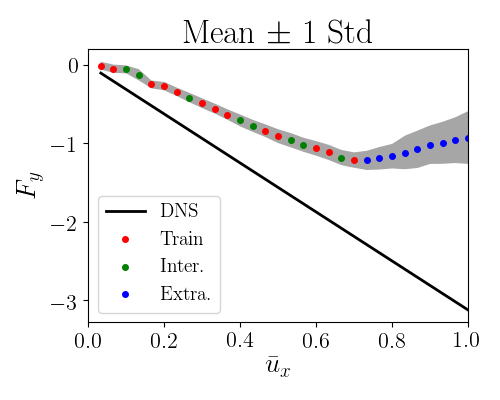 Mean ± 1 Std
F_y
0
−1
−2
−3
DNS
Train
Inter.
Extra.
0.0 0.2 0.4 0.6 0.8 1.0
ū_x